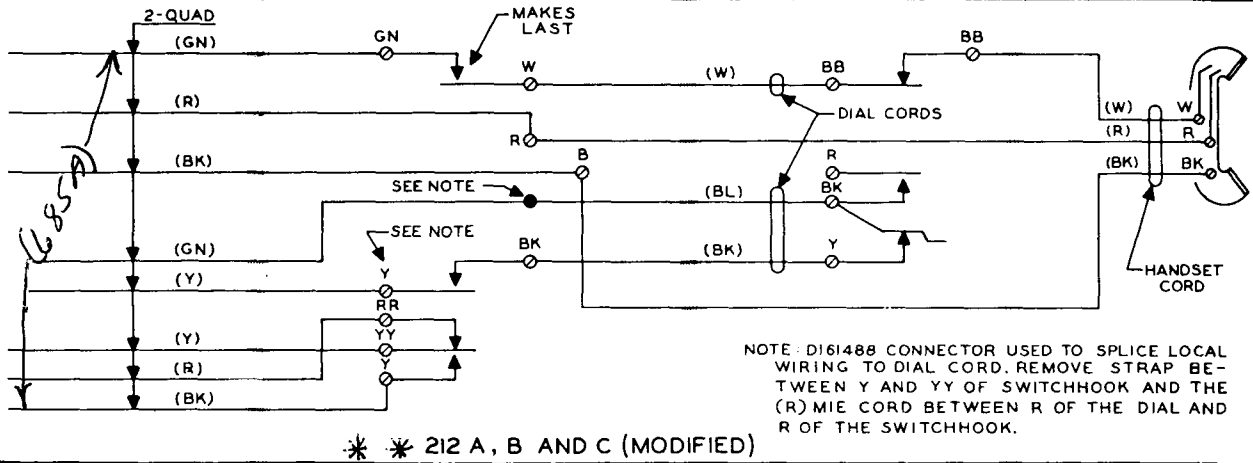 2-QUAD
MAKES
LAST
(GN)
GN
BB
W
(W)
BB
(R)
DIAL CORDS
(W)
W
R
(R)
R
(BK)
B
R
(BK)
BK
SEE NOTE
(BL)
BK
(685A)
SEE NOTE
BK
(BK)
Y
(GN)
(Y)
Y
HANDSET
CORD
RR
(Y)
YY
(R)
Y
(BK)
NOTE: D161488 CONNECTOR USED TO SPLICE LOCAL
WIRING TO DIAL CORD. REMOVE STRAP BE-
TWEEN Y AND YY OF SWITCHHOOK AND THE
(R) MIE CORD BETWEEN R OF THE DIAL AND
R OF THE SWITCHHOOK.
* * 212 A, B AND C (MODIFIED)